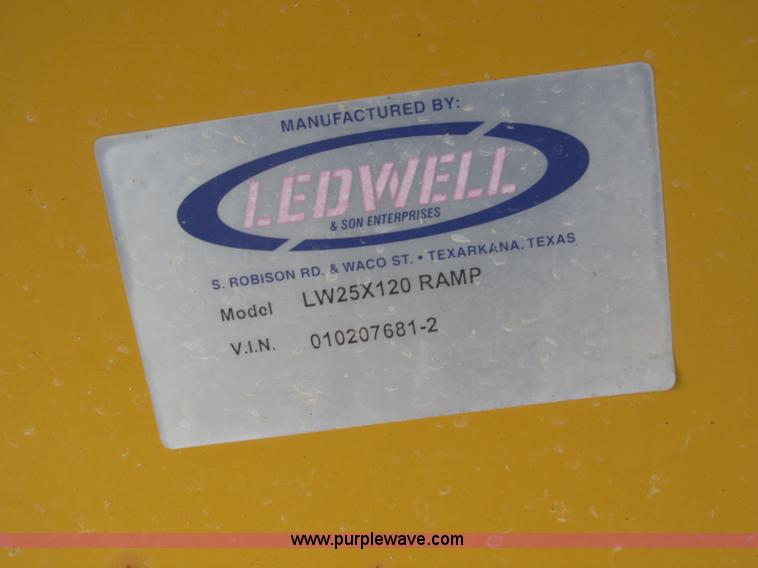 MANUFACTURED BY:
LEDWELL
& SON ENTERPRISES
S. ROBISON RD. & WACO ST. • TEXARKANA, TEXAS
Model LW25X120 RAMP
V.I.N. 010207681-2
www.purplewave.com